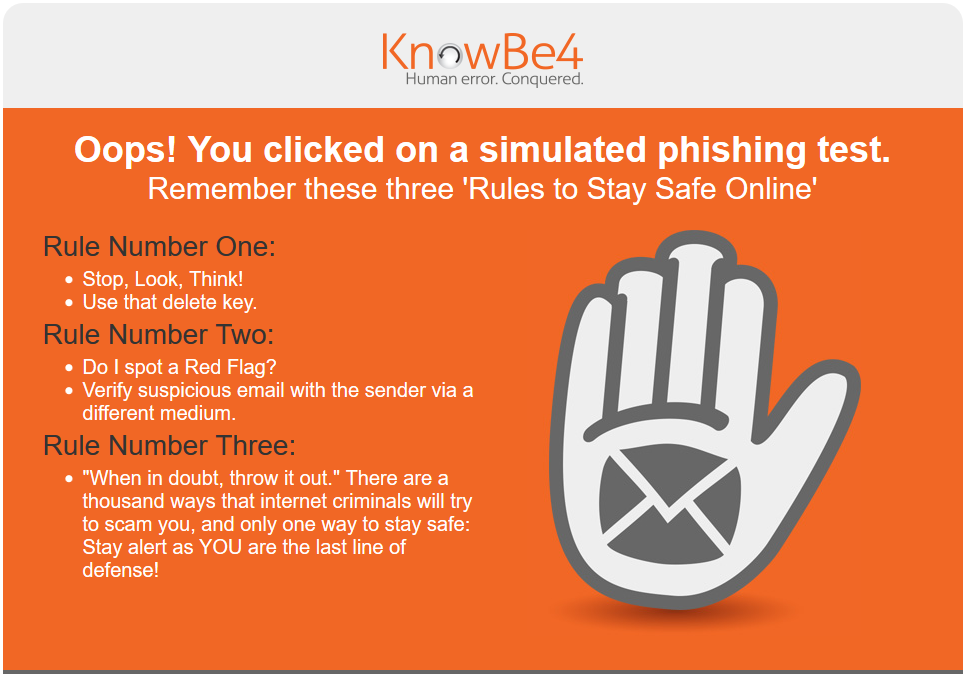 KnowBe4
Human error. Conquered.
Oops! You clicked on a simulated phishing test.
Remember these three 'Rules to Stay Safe Online'
Rule Number One:
Stop, Look, Think!
Use that delete key.
Rule Number Two:
Do I spot a Red Flag?
Verify suspicious email with the sender via a
different medium.
Rule Number Three:
"When in doubt, throw it out." There are a
thousand ways that internet criminals will try
to scam you, and only one way to stay safe:
Stay alert as YOU are the last line of
defense!